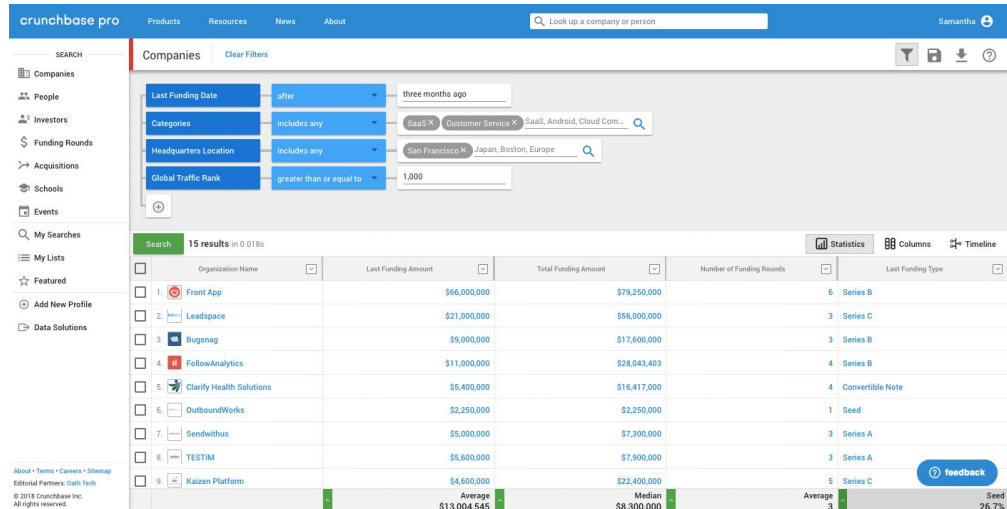 crunchbase pro Products Resources News About Look up a company or person Samantha
SEARCH
Companies
People
Investors
Funding Rounds
Acquisitions
Schools
Events
My Searches
My Lists
Featured
Add New Profile
Data Solutions
About • Terms • Careers • Sitemap
Editorial Partners: Oath Tech
© 2018 Crunchbase Inc.
All rights reserved.
Companies Clear Filters
Last Funding Date after three months ago
Categories includes any SaaS × Customer Service × SaaS, Android, Cloud Com...
Headquarters Location includes any San Francisco × Japan, Boston, Europe
Global Traffic Rank greater than or equal to 1,000
Search 15 results in 0.018s Statistics Columns Timeline
Organization Name Last Funding Amount Total Funding Amount Number of Funding Rounds Last Funding Type
1. Front App $66,000,000 $79,250,000 6 Series B
2. Leadspace $21,000,000 $56,000,000 3 Series C
3. Bugsnag $9,000,000 $17,600,000 3 Series B
4. FollowAnalytics $11,000,000 $28,043,403 4 Series B
5. Clarify Health Solutions $5,400,000 $16,417,000 4 Convertible Note
6. OutboundWorks $2,250,000 $2,250,000 1 Seed
7. Sendwithus $5,000,000 $7,300,000 3 Series A
8. TESTIM $5,600,000 $7,900,000 3 Series A
9. Kaizen Platform $4,600,000 $22,400,000 5 Series C
feedback
Average Median Average Seed
$13,004,545 $8,300,000 3 26.7%